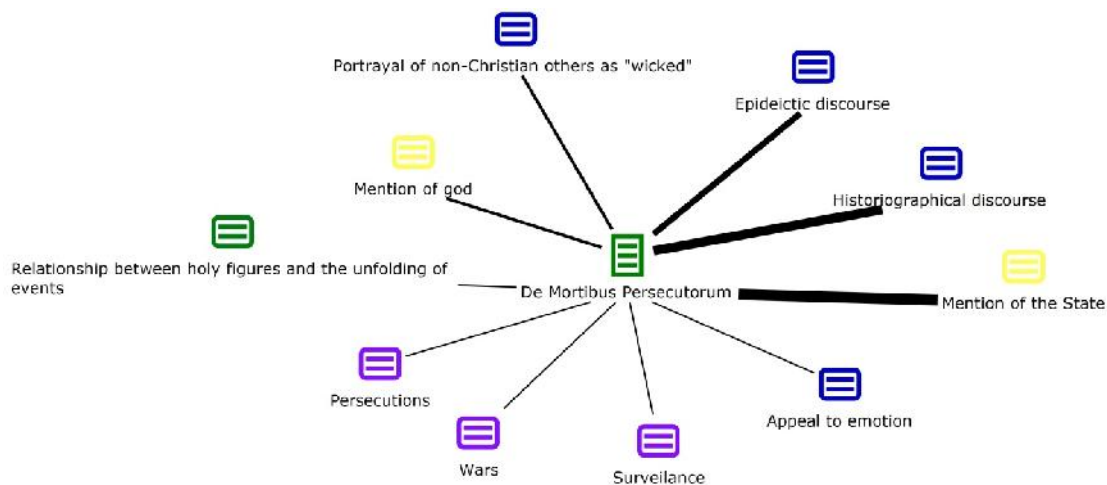 Portrayal of non-Christian others as "wicked"
Epideictic discourse
Mention of god
Historiographical discourse
Relationship between holy figures and the unfolding of
events
De Mortibus Persecutorum
Mention of the State
Persecutions
Appeal to emotion
Wars
Surveilance